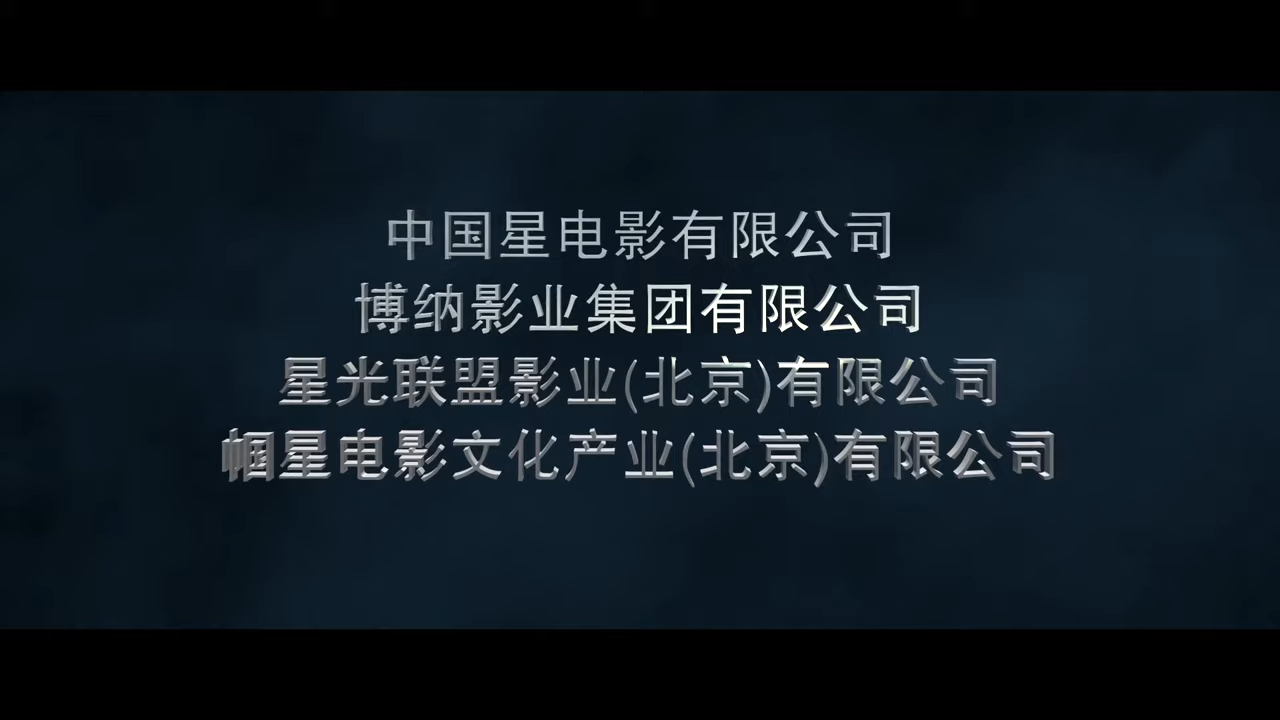 中国星电影有限公司
博纳影业集团有限公司
星光联盟影业(北京)有限公司
帼星电影文化产业(北京)有限公司